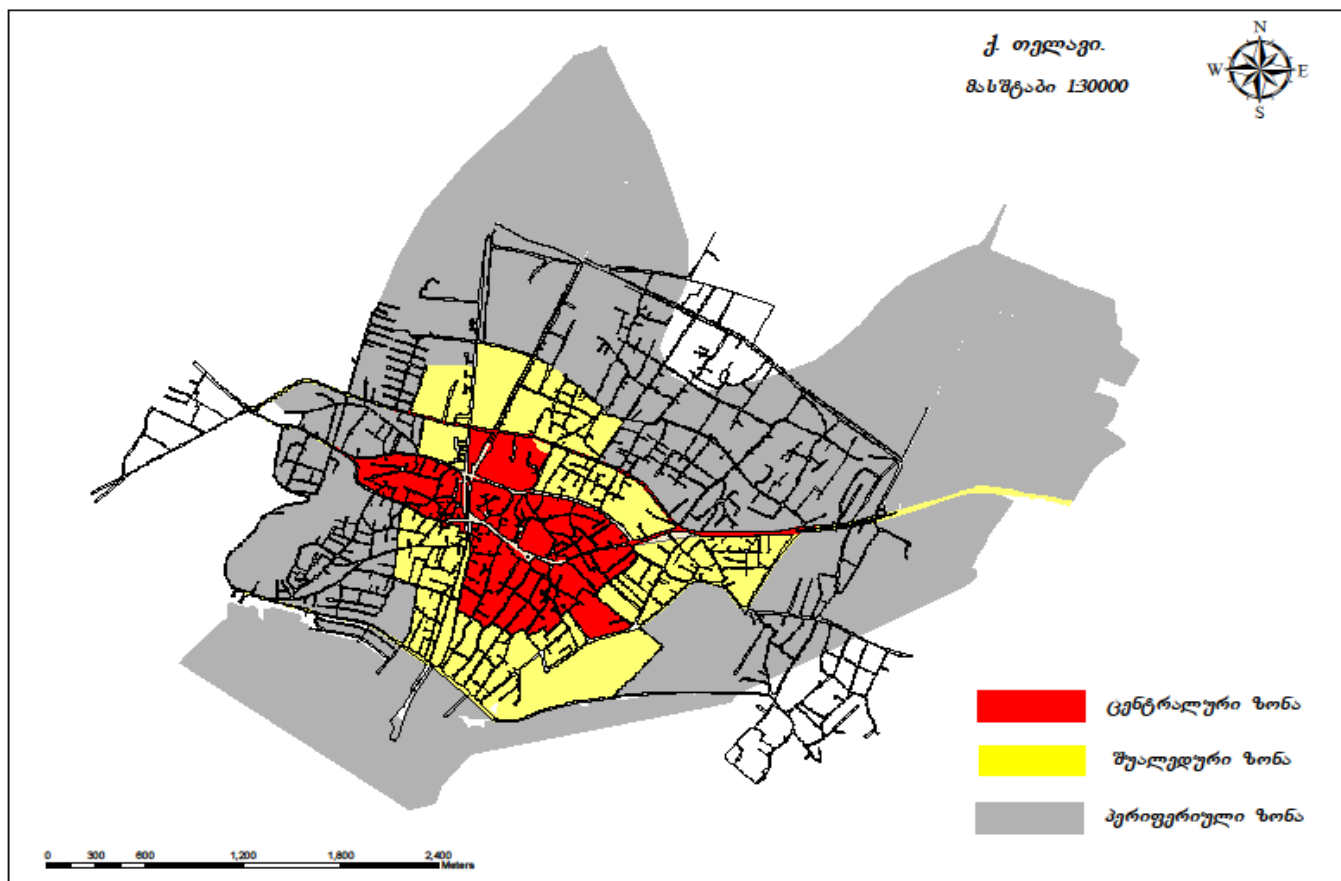 ქ. თელავი.
მასშტაბი 1:30000
N
W E
S
ცენტრალური ზონა
შუალედური ზონა
პერიფერიული ზონა
0 300 600 1,200 1,800 2,400
Meters